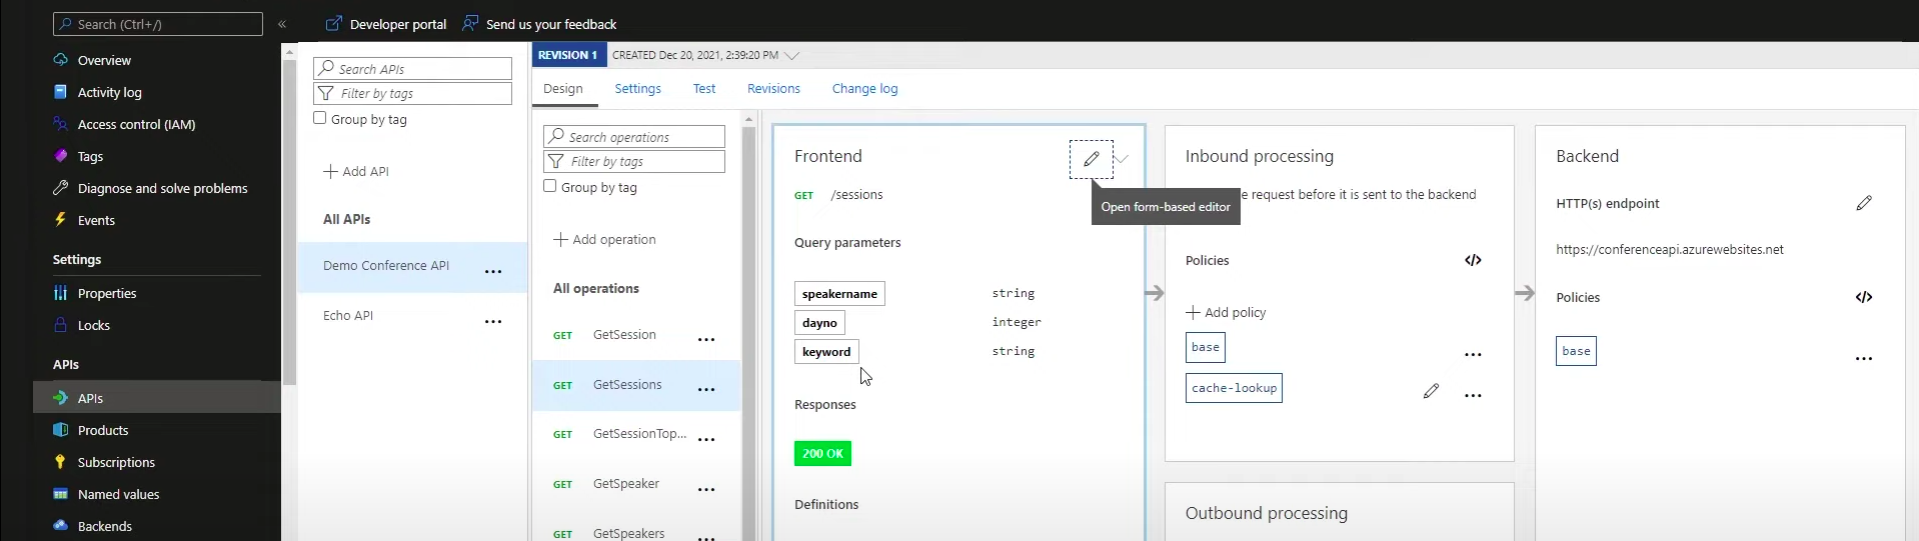 Search (Ctrl+/)
«
Developer portal
Send us your feedback
Overview
Activity log
Access control (IAM)
Tags
Diagnose and solve problems
Events
Settings
Properties
Locks
APIs
APIs
Products
Subscriptions
Named values
Backends
Search APIs
Filter by tags
Group by tag
Add API
All APIs
Demo Conference API
...
Echo API
...
REVISION 1
CREATED Dec 20, 2021, 2:39:20 PM
Design
Settings
Test
Revisions
Change log
Search operations
Filter by tags
Group by tag
Add operation
All operations
GET GetSession ...
GET GetSessions ...
GET GetSessionTop... ...
GET GetSpeaker ...
GET GetSpeakers ...
Frontend
GET /sessions
Open form-based editor
Query parameters
speakername string
dayno integer
keyword string
Responses
200 OK
Definitions
Inbound processing
request before it is sent to the backend
Policies </>
Add policy
base ...
cache-lookup ...
Outbound processing
Backend
HTTP(s) endpoint
https://conferenceapi.azurewebsites.net
Policies </>
base ...